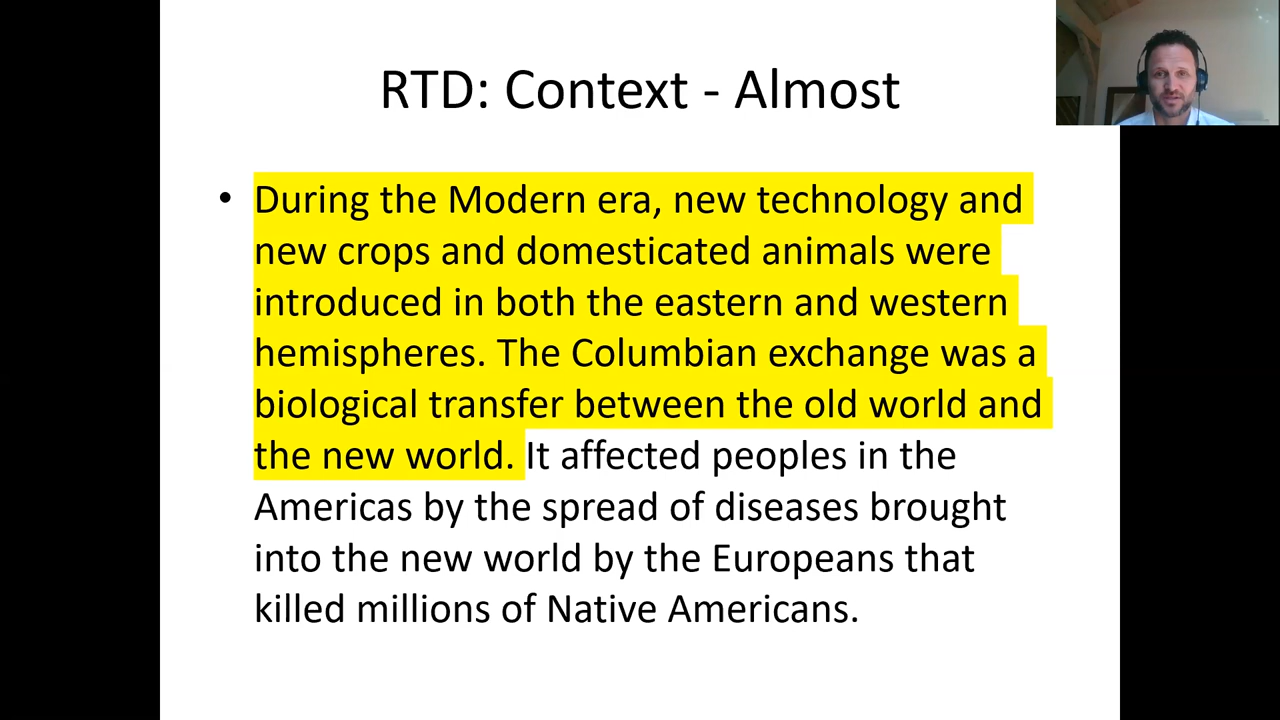 RTD: Context - Almost
• During the Modern era, new technology and
new crops and domesticated animals were
introduced in both the eastern and western
hemispheres. The Columbian exchange was a
biological transfer between the old world and
the new world. It affected peoples in the
Americas by the spread of diseases brought
into the new world by the Europeans that
killed millions of Native Americans.